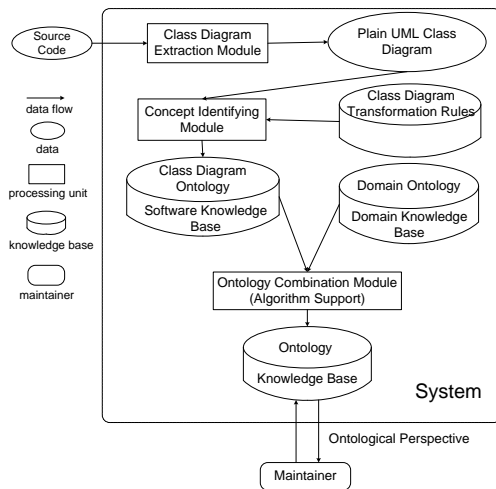 Source
Code
Class Diagram
Extraction Module
Plain UML Class
Diagram
data flow
data
processing unit
knowledge base
maintainer
Concept Identifying
Module
Class Diagram
Transformation Rules
Class Diagram
Ontology
Software Knowledge
Base
Domain Ontology
Domain Knowledge
Base
Ontology Combination Module
(Algorithm Support)
Ontology
Knowledge Base
System
Ontological Perspective
Maintainer